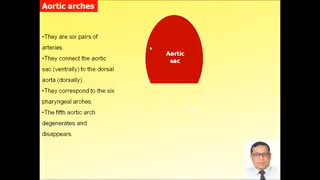 Aortic arches
•They are six pairs of
arteries.
•They connect the aortic
sac (ventrally) to the dorsal
aorta (dorsally).
•They correspond to the six
pharyngeal arches.
•The fifth aortic arch
degenerates and
disappears.
Aortic
sac